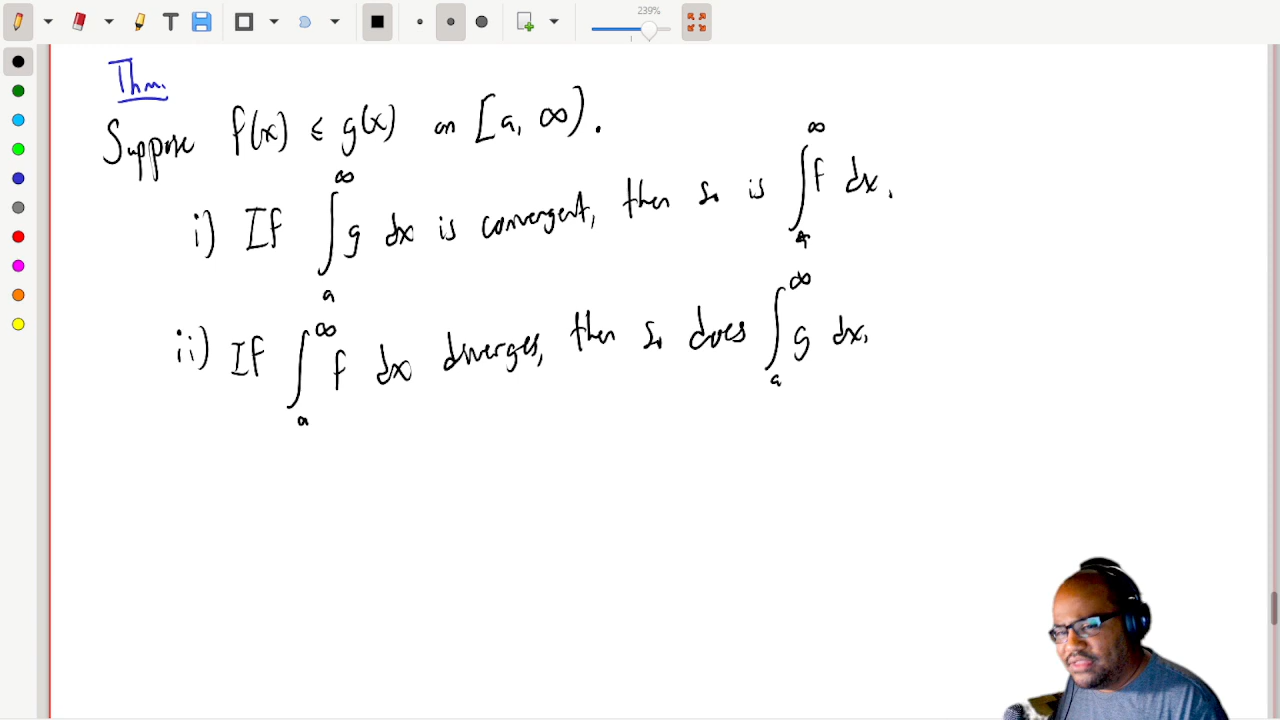 239%
Thm.
Suppose f(x) ≤ g(x) on [a, ∞).
i) If ∫_a^∞ g dx is convergent, then so is ∫_a^∞ f dx.
ii) If ∫_a^∞ f dx diverges, then so does ∫_a^∞ g dx.